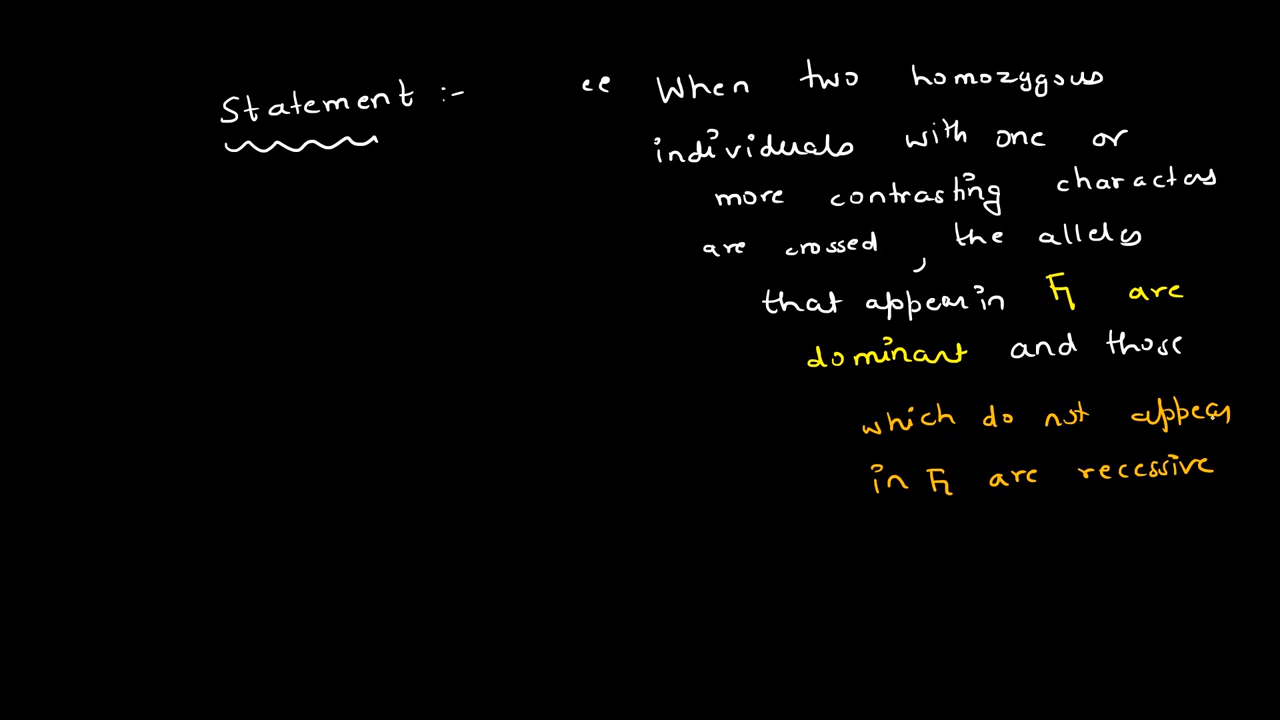 Statement :- " When two homozygous
individuals with one or
more contrasting characters
are crossed, the alleles
that appear in F1 are
dominant and those
which do not appear
in F1 are recessive